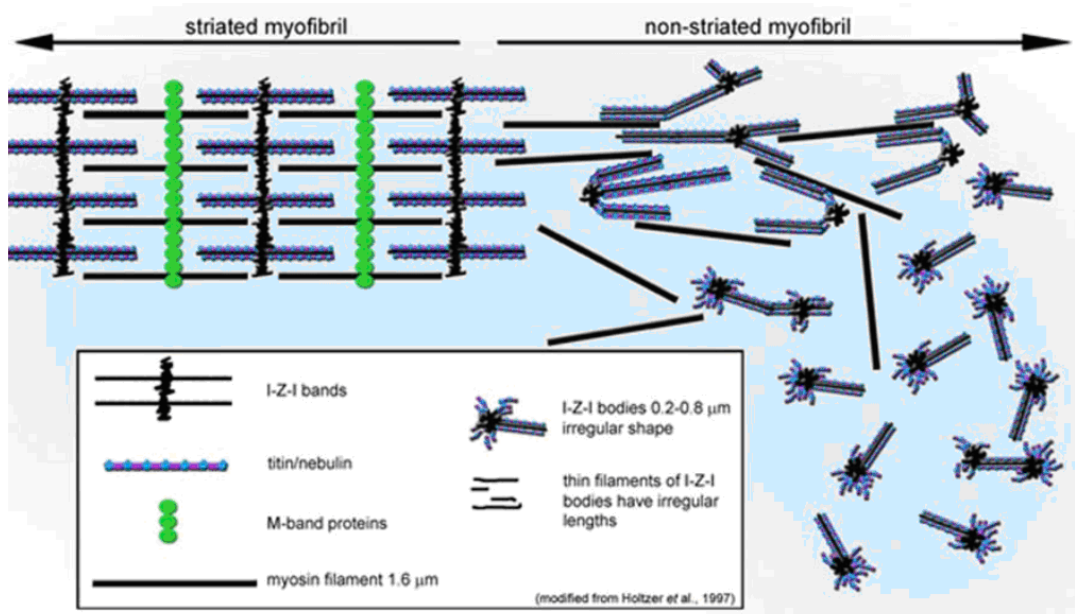 striated myofibril
non-striated myofibril
I-Z-I bands
titin/nebulin
M-band proteins
myosin filament 1.6 µm
I-Z-I bodies 0.2-0.8 µm
irregular shape
thin filaments of I-Z-I
bodies have irregular
lengths
(modified from Holtzer et al., 1997)